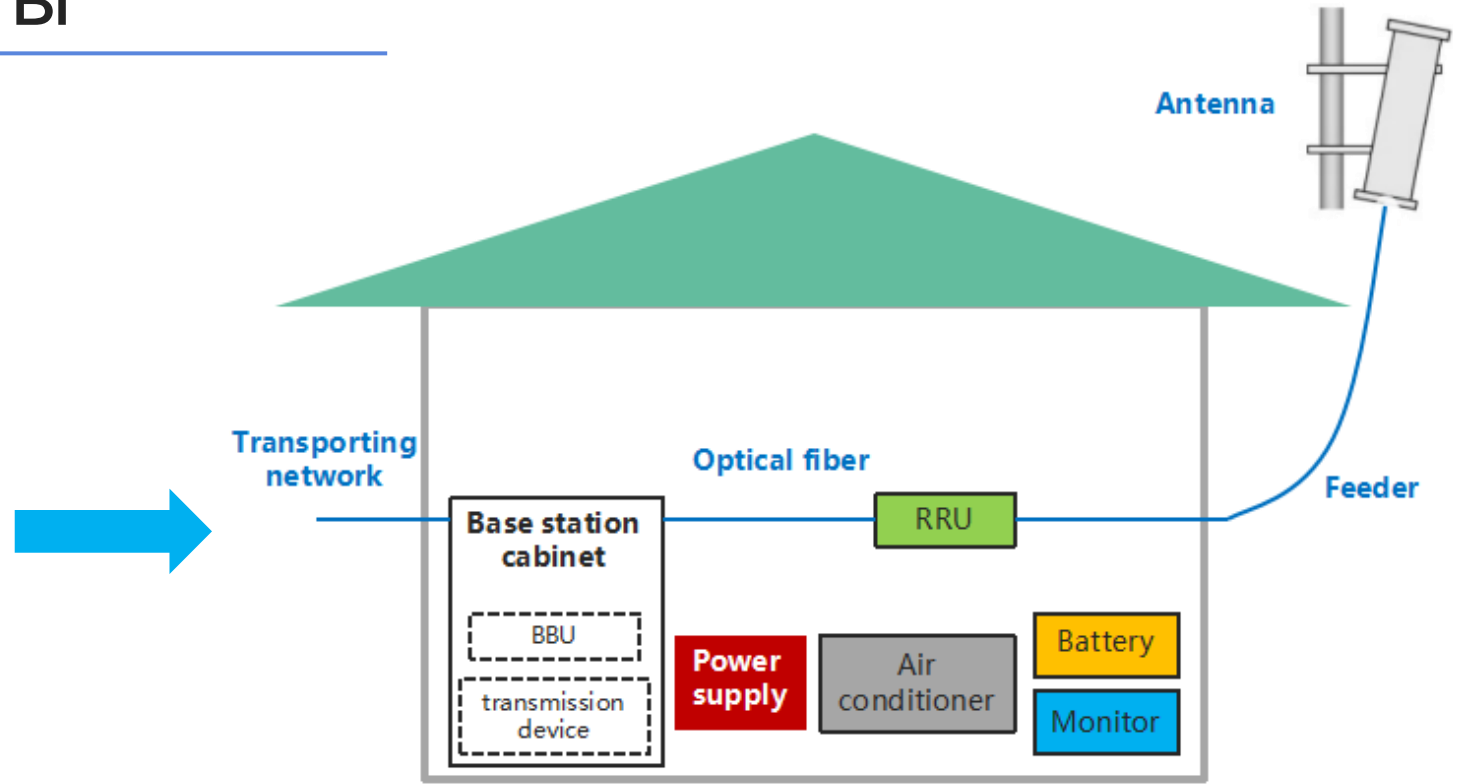 Antenna
Transporting
network
Optical fiber
Feeder
RRU
Base station
cabinet
BBU
transmission
device
Power
supply
Air
conditioner
Battery
Monitor